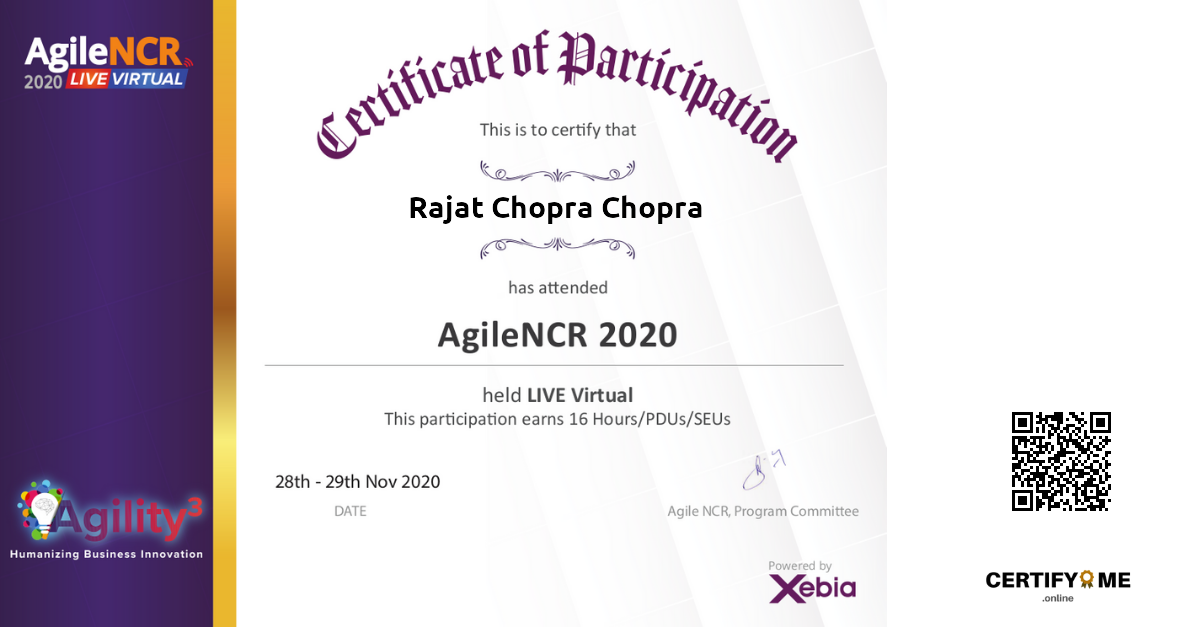 AgileNCR
2020 LIVE VIRTUAL
Certificate of Participation
This is to certify that
Rajat Chopra Chopra
has attended
AgileNCR 2020
held LIVE Virtual
This participation earns 16 Hours/PDUs/SEUs
28th - 29th Nov 2020
DATE
Agile NCR, Program Committee
Agility3
Humanizing Business Innovation
Powered by
Xebia
CERTIFY ME
.online